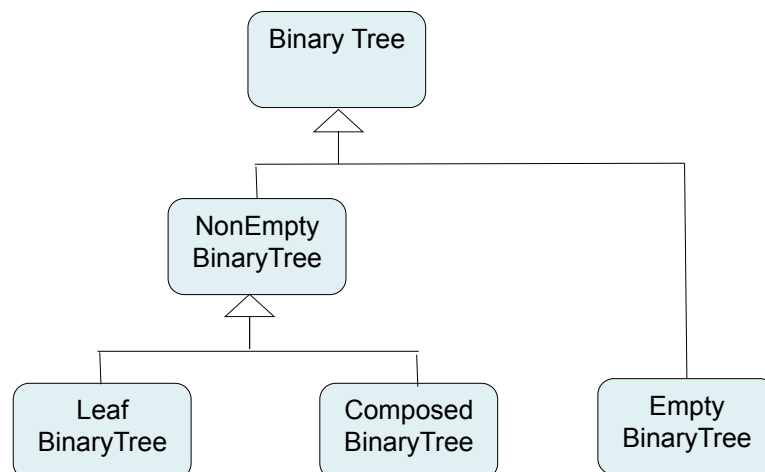 Binary Tree
NonEmpty
BinaryTree
Leaf
BinaryTree
Composed
BinaryTree
Empty
BinaryTree